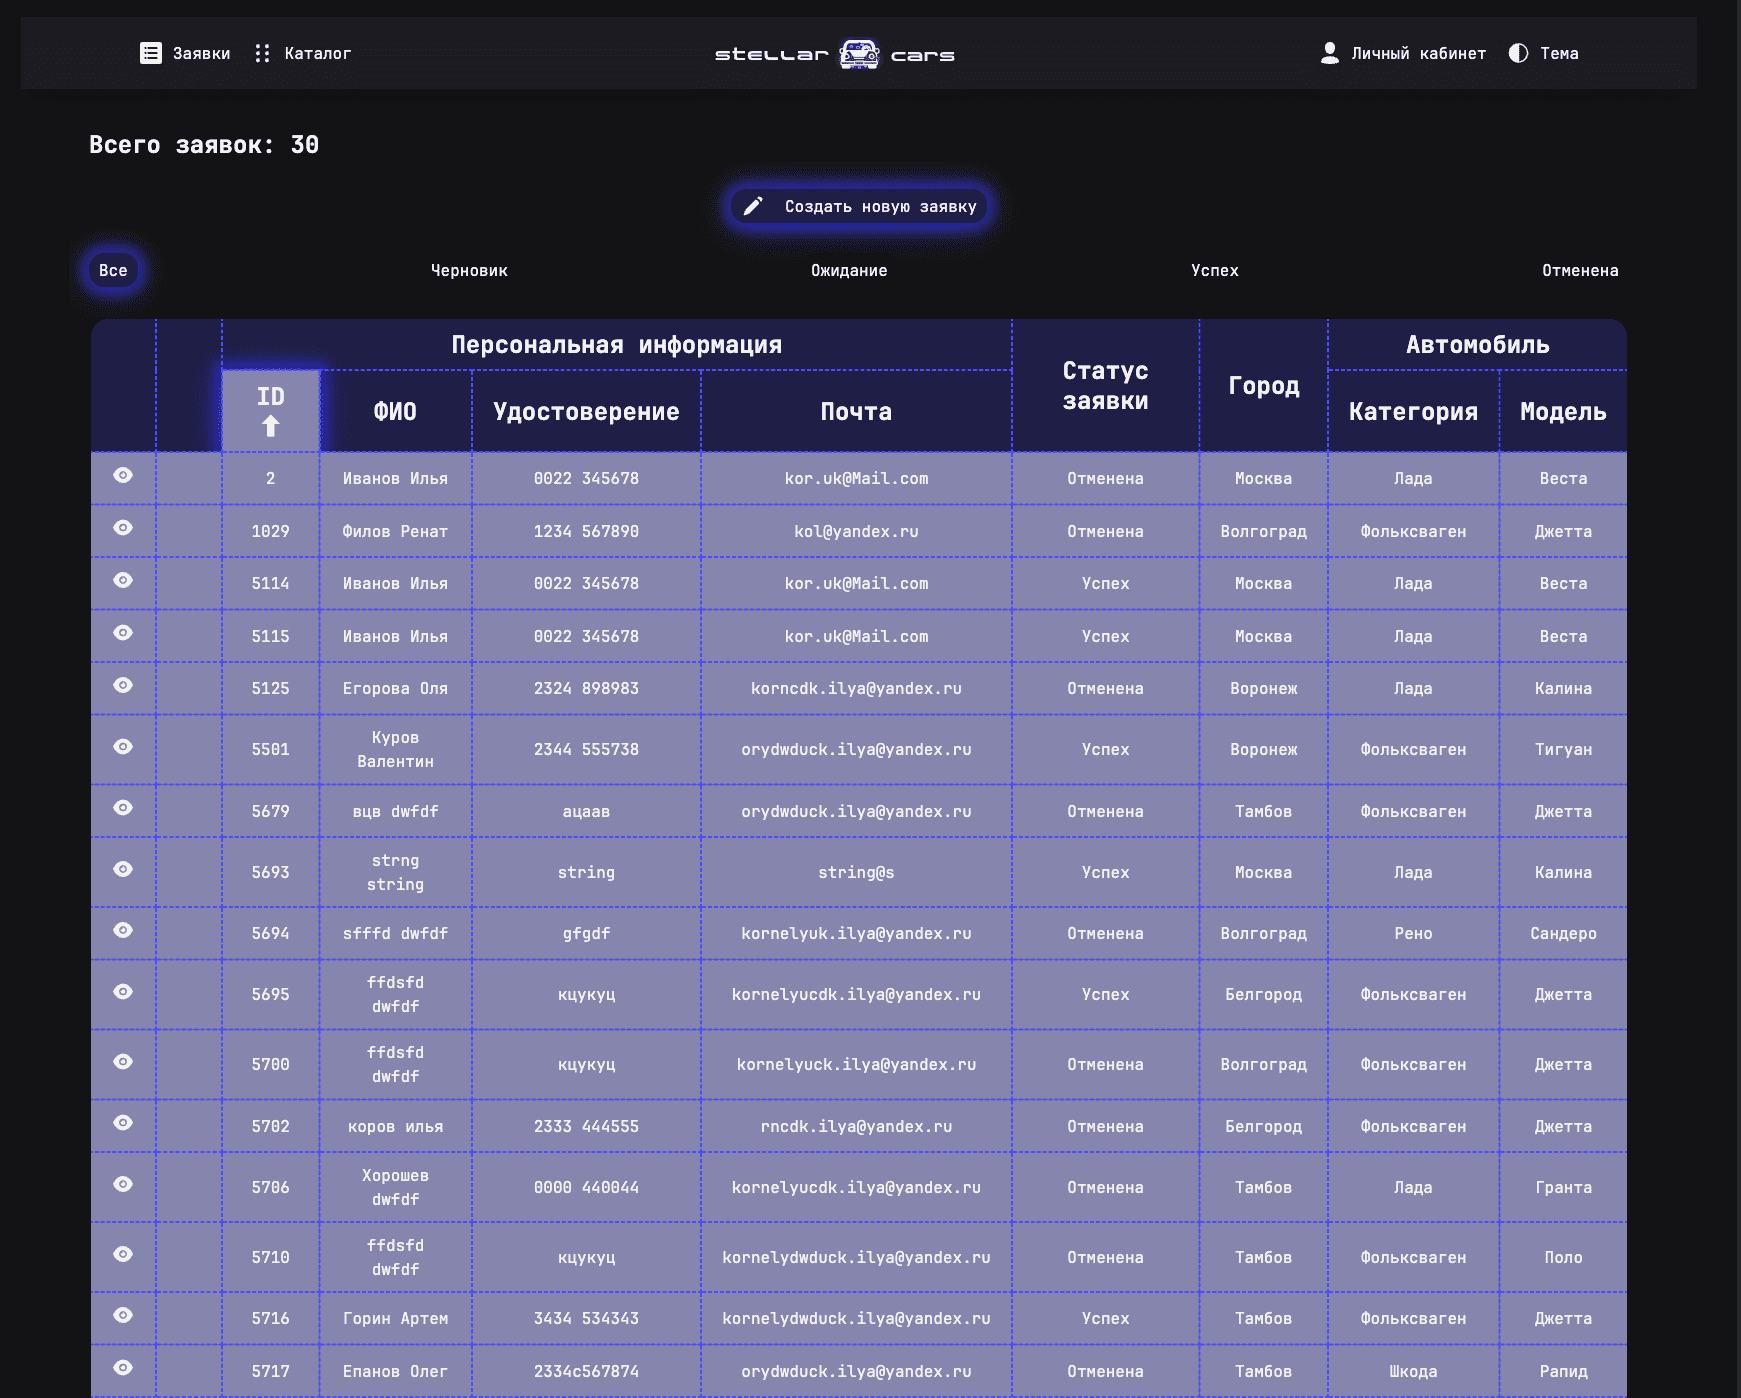 Заявки Каталог stellar cars Личный кабинет Тема
Всего заявок: 30
Создать новую заявку
Все Черновик Ожидание Успех Отменена
Персональная информация Статус заявки Город Автомобиль
ID ФИО Удостоверение Почта Категория Модель
2 Иванов Илья 0022 345678 kor.uk@Mail.com Отменена Москва Лада Веста
1029 Филов Ренат 1234 567890 kol@yandex.ru Отменена Волгоград Фольксваген Джетта
5114 Иванов Илья 0022 345678 kor.uk@Mail.com Успех Москва Лада Веста
5115 Иванов Илья 0022 345678 kor.uk@Mail.com Успех Москва Лада Веста
5125 Егорова Оля 2324 898983 korncdk.ilya@yandex.ru Отменена Воронеж Лада Калина
5501 Куров Валентин 2344 555738 orydwduck.ilya@yandex.ru Успех Воронеж Фольксваген Тигуан
5679 вцв dwfdf ацаав orydwduck.ilya@yandex.ru Отменена Тамбов Фольксваген Джетта
5693 strng string string string@s Успех Москва Лада Калина
5694 sfffd dwfdf gfgdf kornelyuk.ilya@yandex.ru Отменена Волгоград Рено Сандеро
5695 ffdsfd dwfdf кцукуц kornelyucdk.ilya@yandex.ru Успех Белгород Фольксваген Джетта
5700 ffdsfd dwfdf кцукуц kornelyuck.ilya@yandex.ru Отменена Волгоград Фольксваген Джетта
5702 коров илья 2333 444555 rncdk.ilya@yandex.ru Отменена Белгород Фольксваген Джетта
5706 Хорошев dwfdf 0000 440044 kornelyucdk.ilya@yandex.ru Отменена Тамбов Лада Гранта
5710 ffdsfd dwfdf кцукуц kornelydwduck.ilya@yandex.ru Отменена Тамбов Фольксваген Поло
5716 Горин Артем 3434 534343 kornelydwduck.ilya@yandex.ru Успех Тамбов Фольксваген Джетта
5717 Епанов Олег 2334c567874 orydwduck.ilya@yandex.ru Отменена Тамбов Шкода Рапид